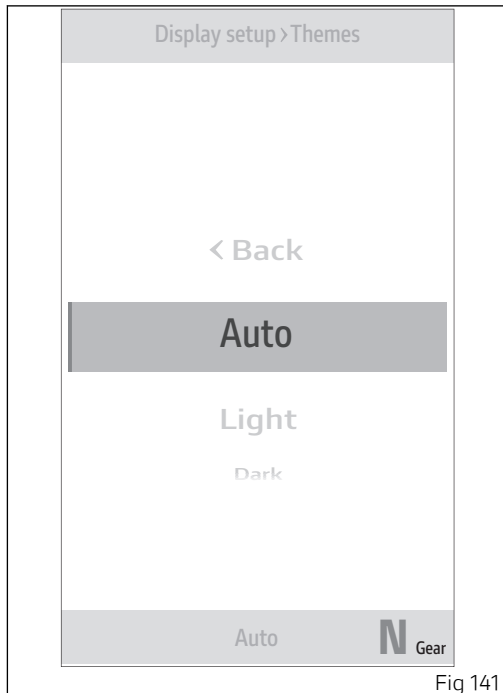 Display setup › Themes
< Back
Auto
Light
Dark
Auto
N Gear
Fig 141